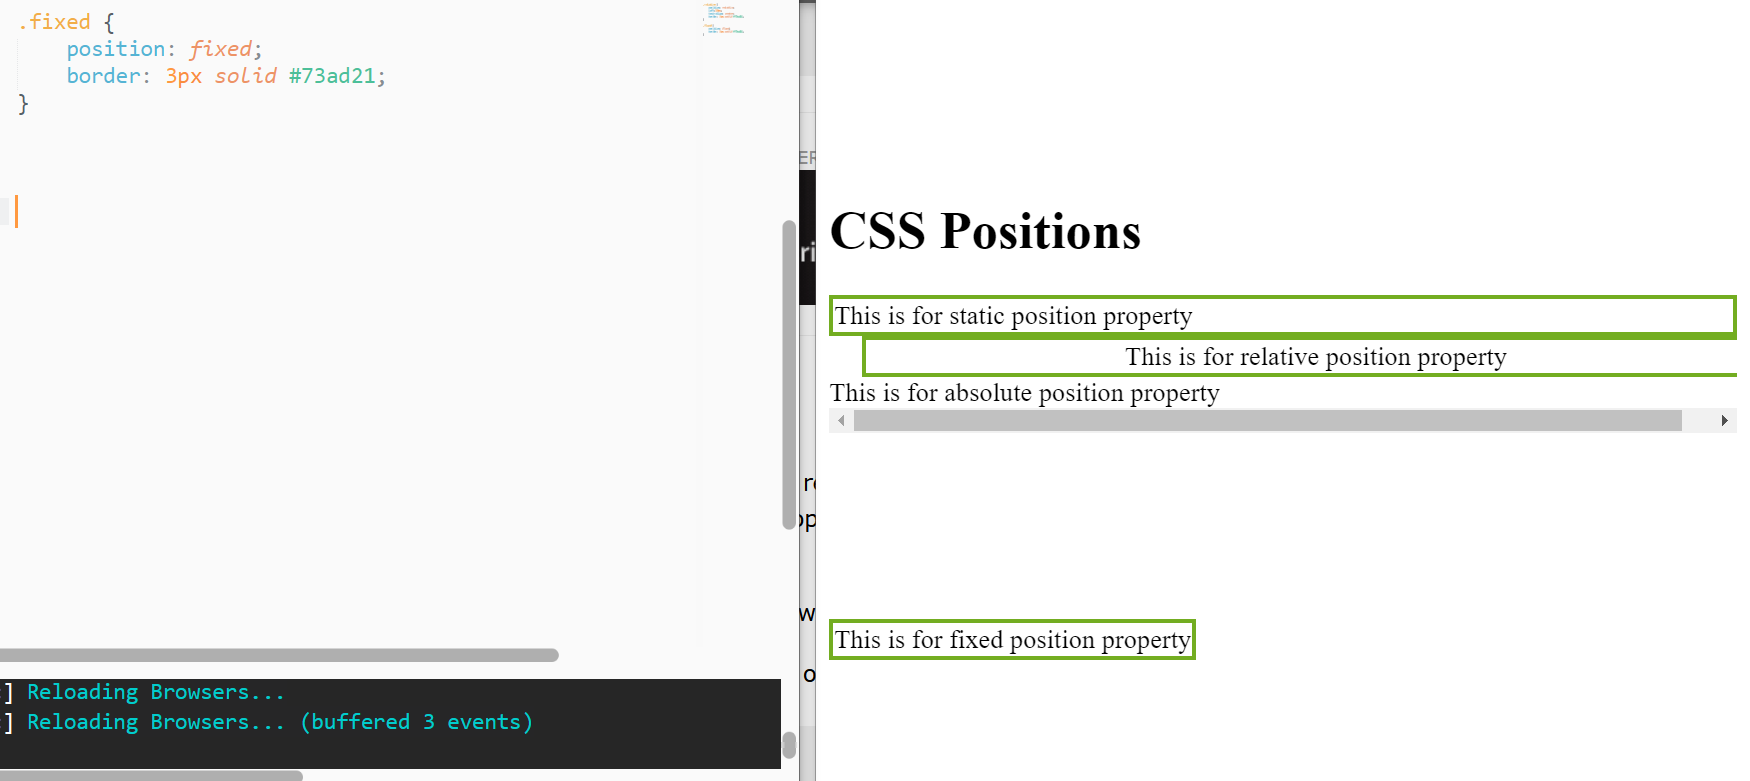 .fixed {
position: fixed;
border: 3px solid #73ad21;
}
] Reloading Browsers...
] Reloading Browsers... (buffered 3 events)
CSS Positions
This is for static position property
This is for relative position property
This is for absolute position property
This is for fixed position property